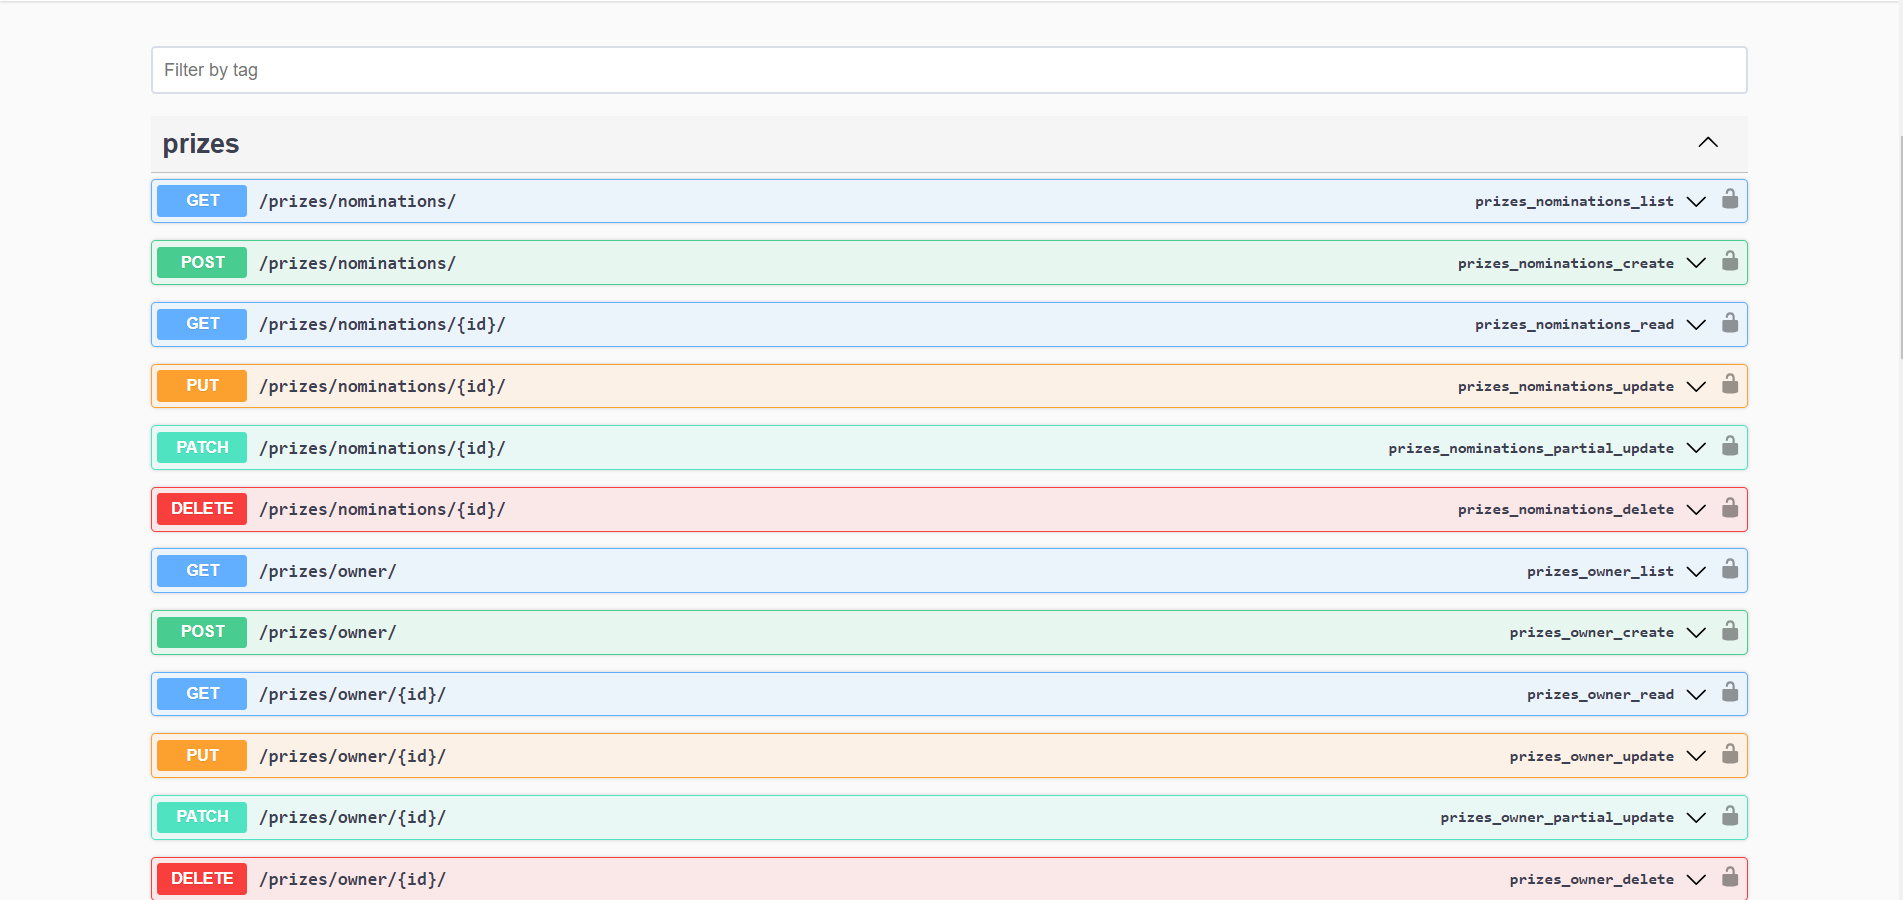 Filter by tag
prizes
GET /prizes/nominations/ prizes_nominations_list
POST /prizes/nominations/ prizes_nominations_create
GET /prizes/nominations/{id}/ prizes_nominations_read
PUT /prizes/nominations/{id}/ prizes_nominations_update
PATCH /prizes/nominations/{id}/ prizes_nominations_partial_update
DELETE /prizes/nominations/{id}/ prizes_nominations_delete
GET /prizes/owner/ prizes_owner_list
POST /prizes/owner/ prizes_owner_create
GET /prizes/owner/{id}/ prizes_owner_read
PUT /prizes/owner/{id}/ prizes_owner_update
PATCH /prizes/owner/{id}/ prizes_owner_partial_update
DELETE /prizes/owner/{id}/ prizes_owner_delete